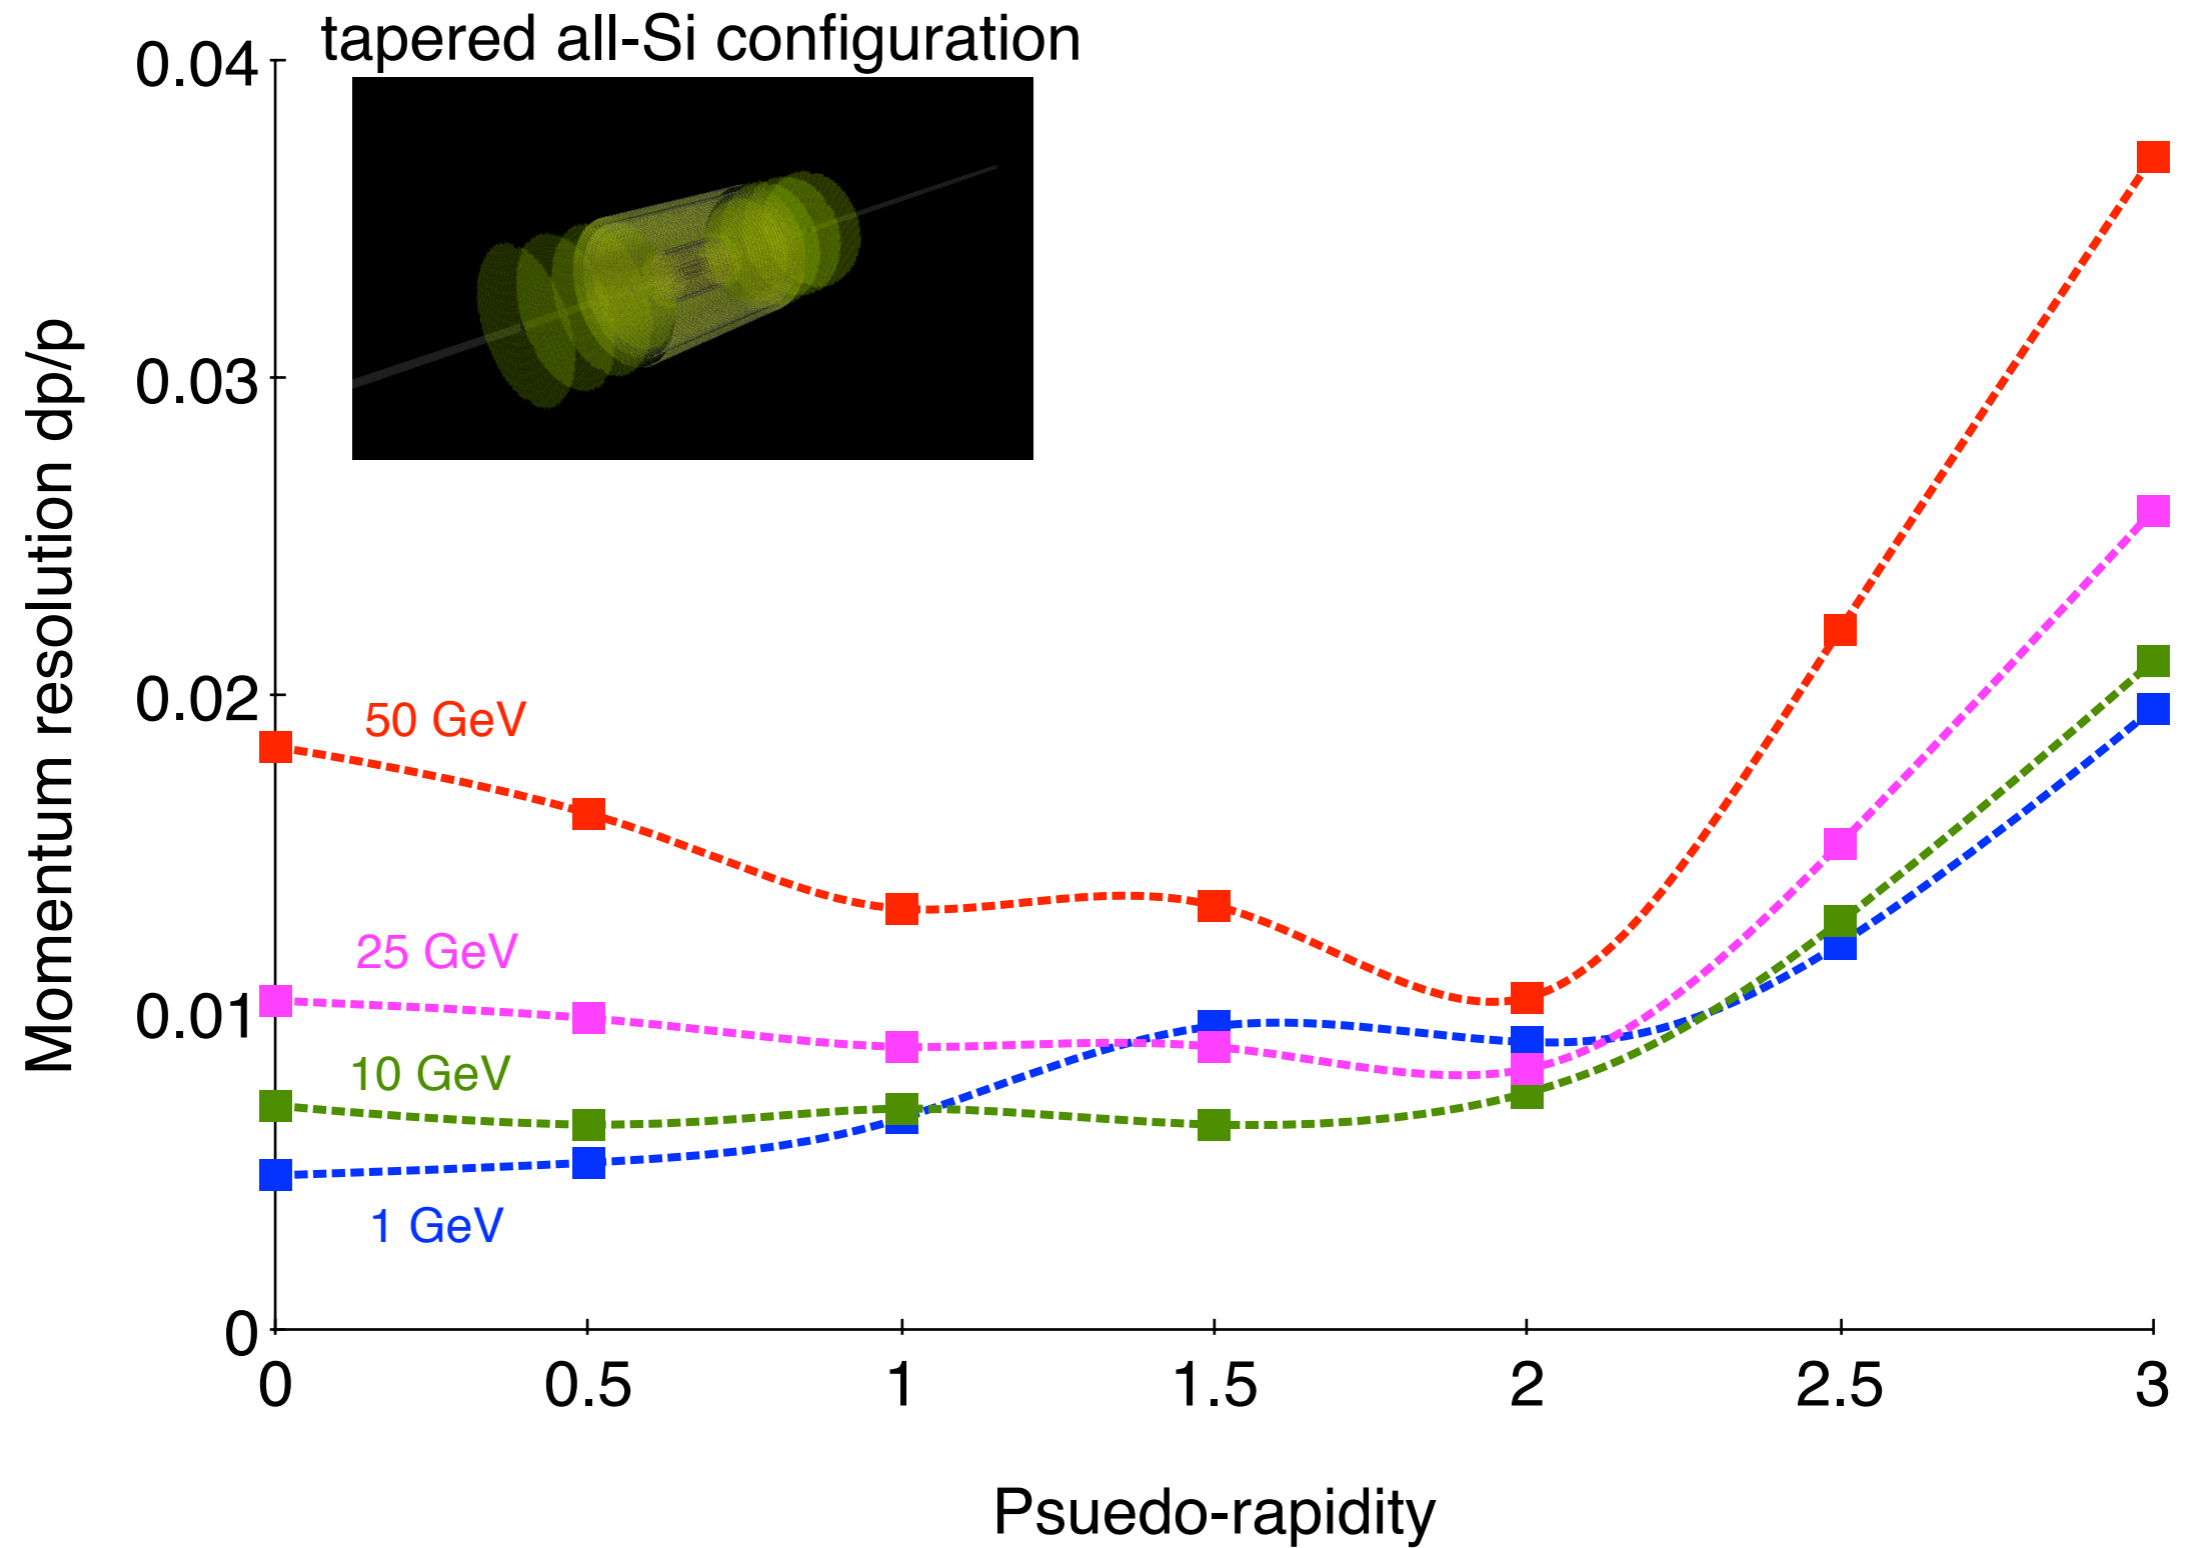 tapered all-Si configuration
Momentum resolution dp/p
0.04
0.03
0.02
0.01
0
50 GeV
25 GeV
10 GeV
1 GeV
0 0.5 1 1.5 2 2.5 3
Psuedo-rapidity